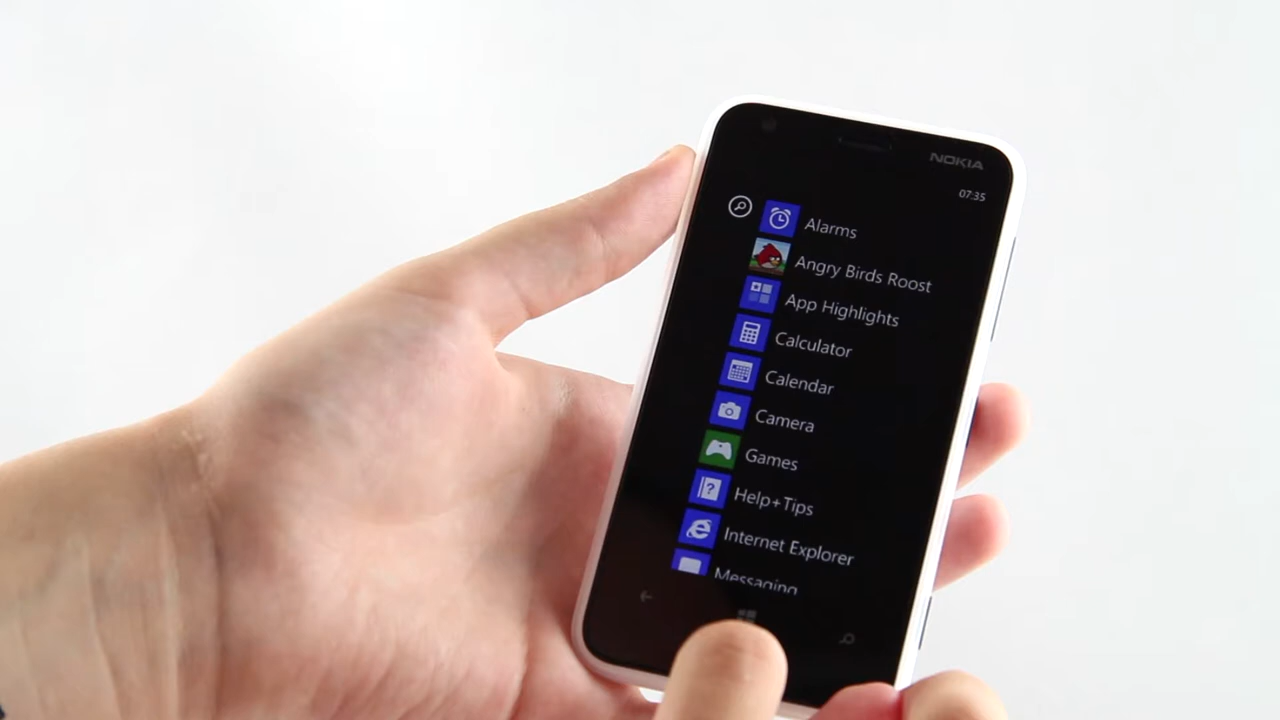 NOKIA
07:35
Alarms
Angry Birds Roost
App Highlights
Calculator
Calendar
Camera
Games
Help+Tips
Internet Explorer
Messaging